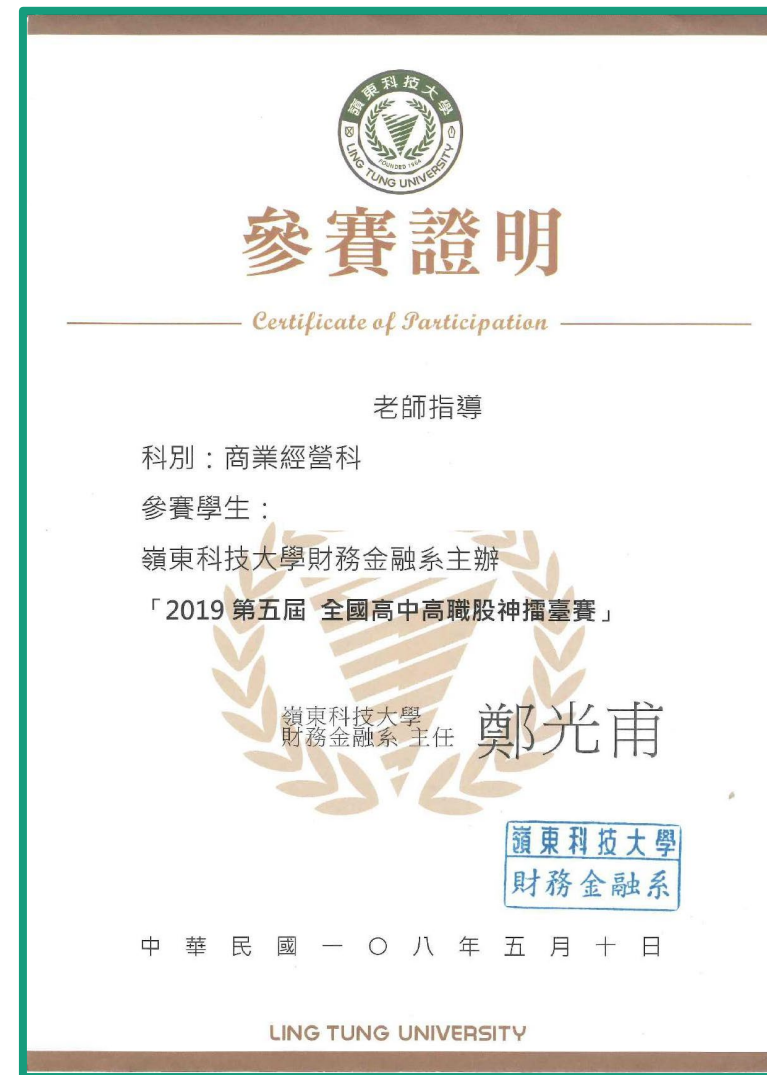 嶺東科技大學
LING TUNG UNIVERSITY
FOUNDED 1964
參賽證明
Certificate of Participation
老師指導
科別：商業經營科
參賽學生：
嶺東科技大學財務金融系主辦
「2019 第五屆 全國高中高職股神擂臺賽」
嶺東科技大學
財務金融系 主任 鄭光甫
嶺東科技大學
財務金融系
中華民國一○八年五月十日
LING TUNG UNIVERSITY